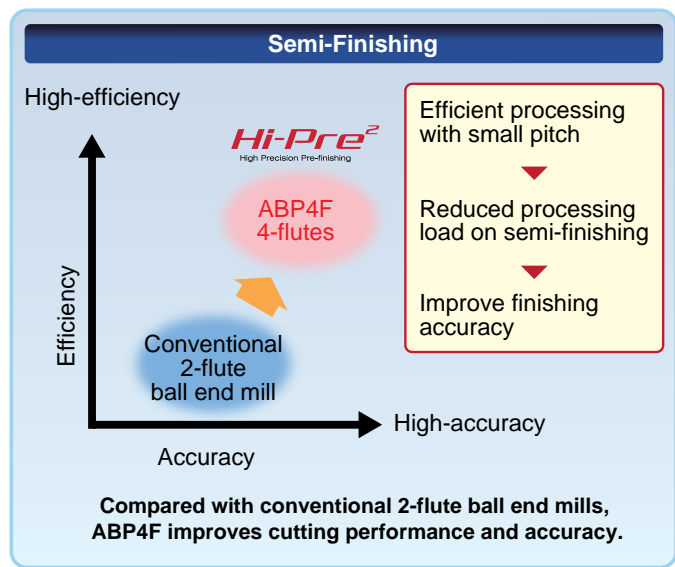 Semi-Finishing
High-efficiency
Hi-Pre²
High Precision Pre-finishing
ABP4F
4-flutes
Conventional
2-flute
ball end mill
Efficiency
Accuracy
High-accuracy
Efficient processing
with small pitch
Reduced processing
load on semi-finishing
Improve finishing
accuracy
Compared with conventional 2-flute ball end mills,
ABP4F improves cutting performance and accuracy.